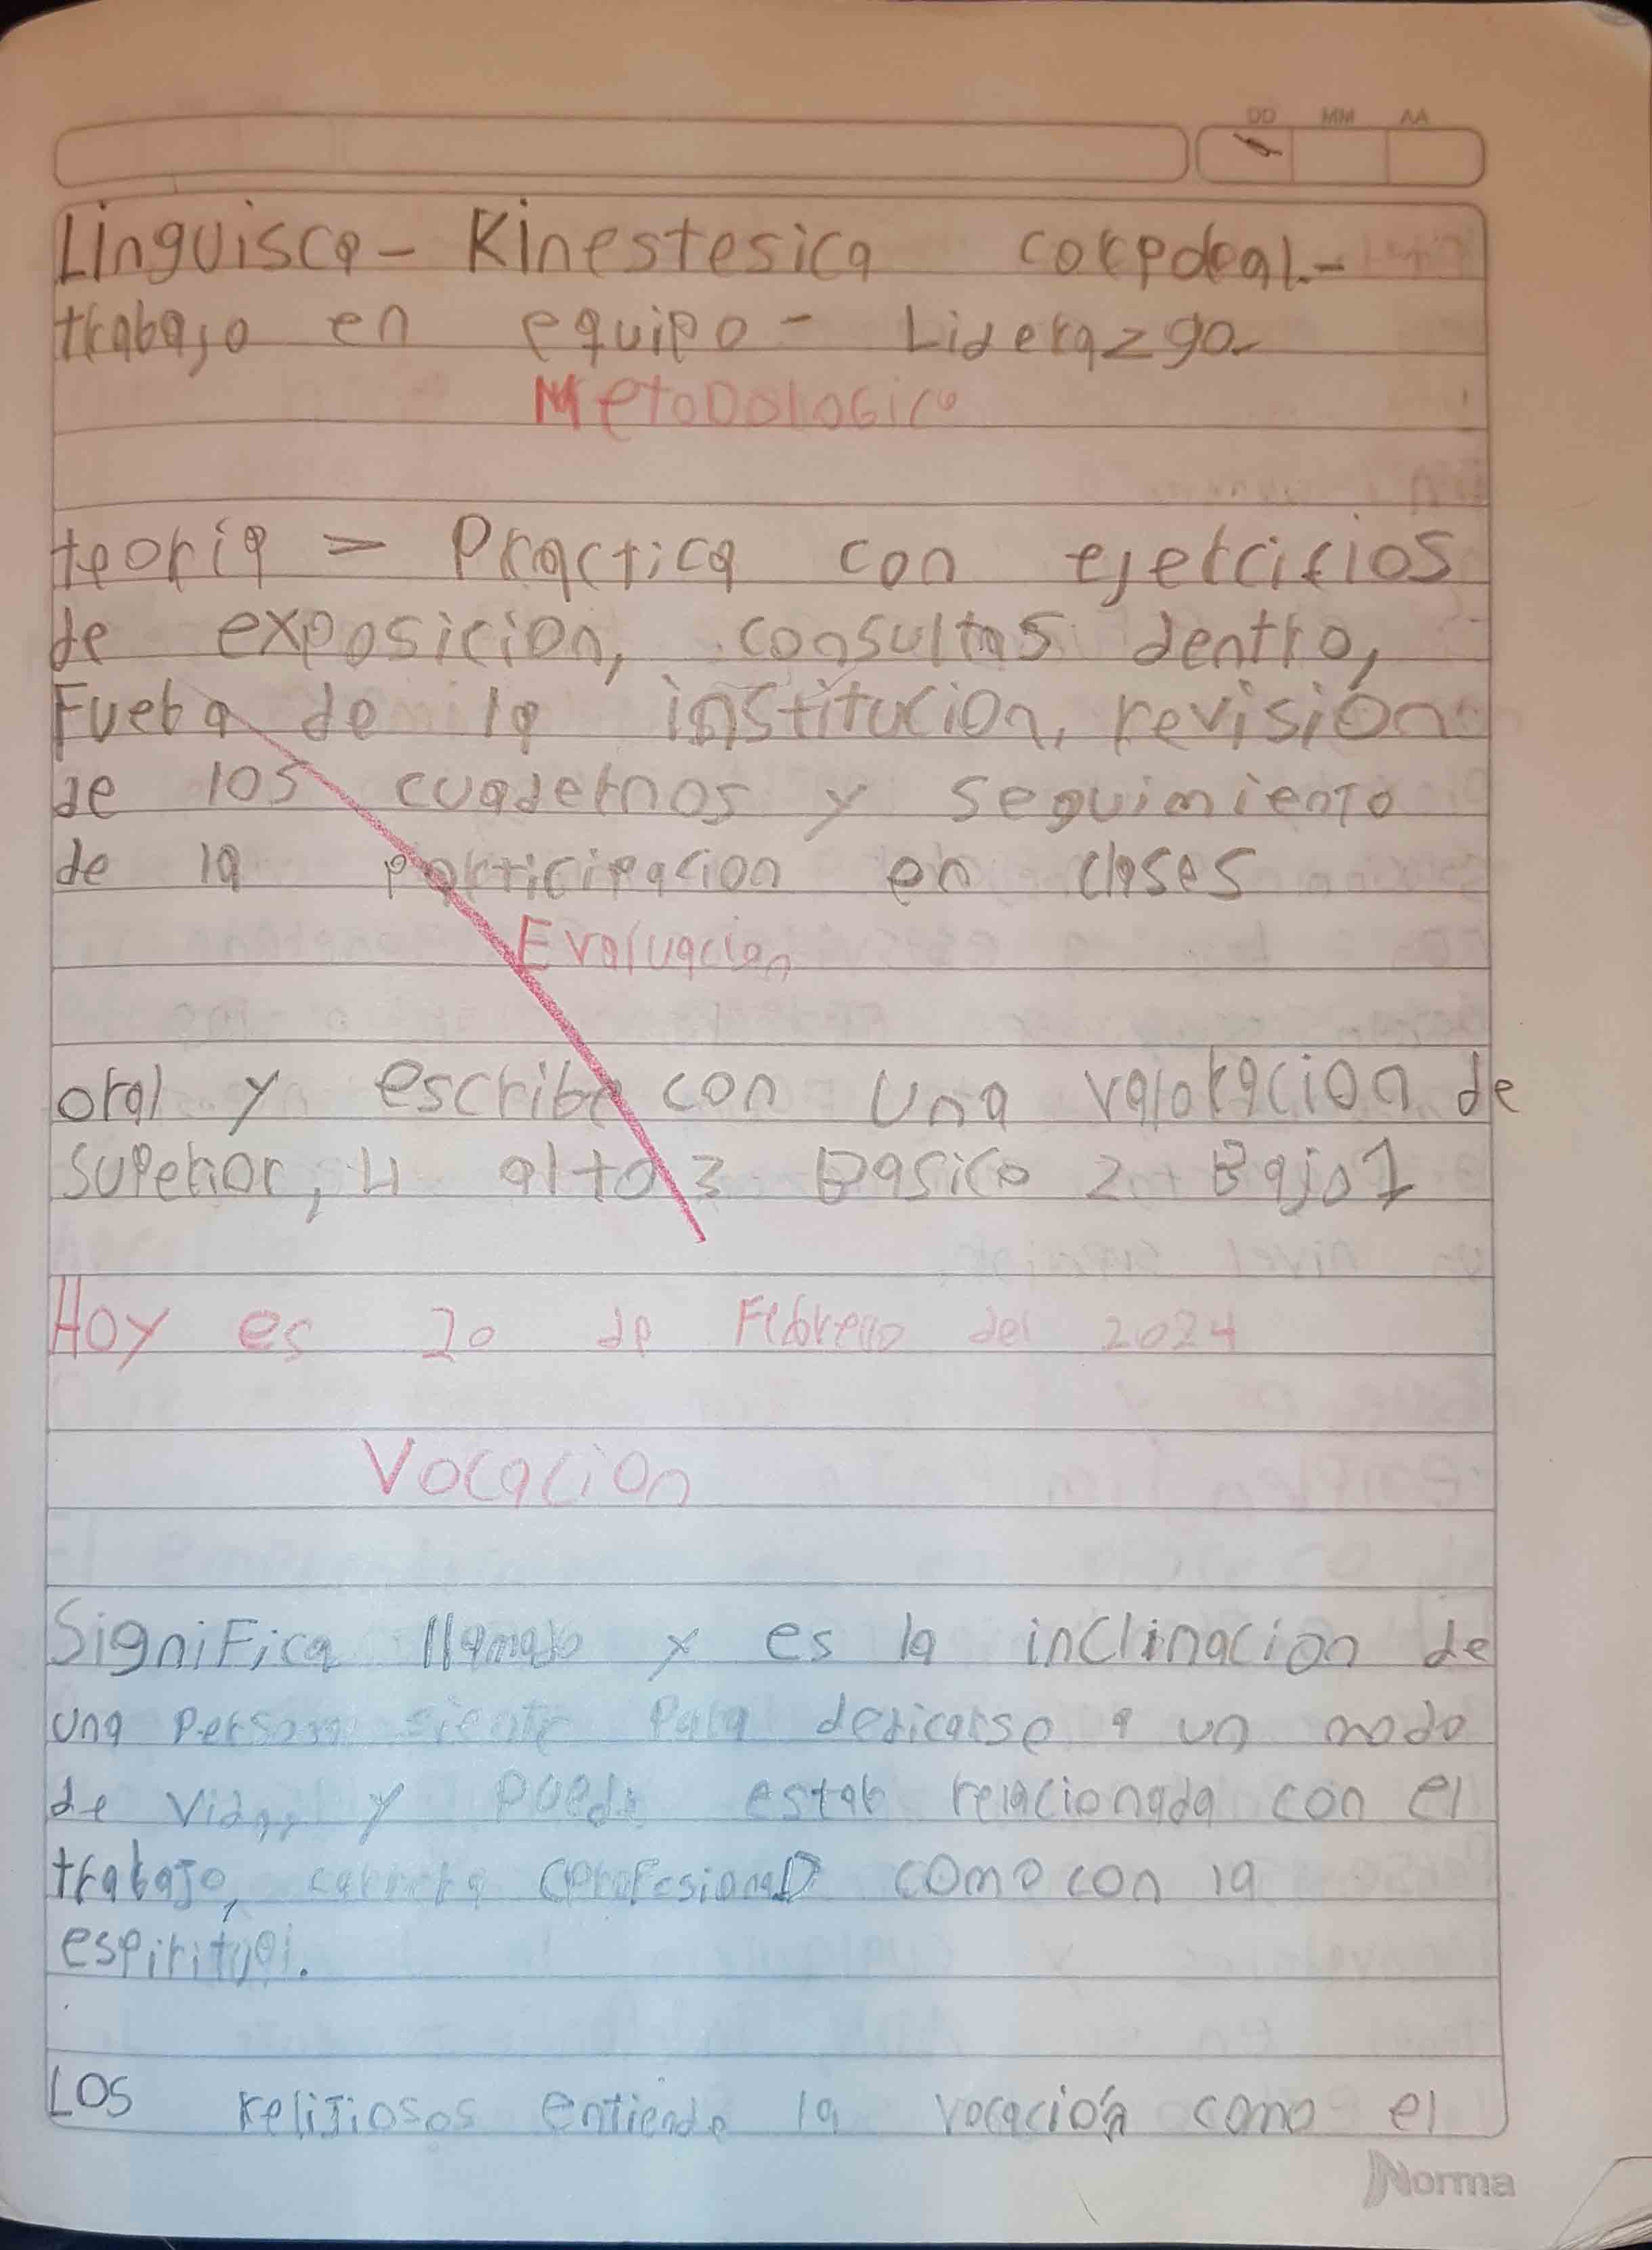 DD MM AA
Linguisca - Kinestesica corpdral.-
trabajo en equipo - Liderazgo-
MetoDologico
teoria > Practica con ejercicios
de exposicion, consultas dentro,
Fuera de la institucion, revision
de los cuadernos y seguimiento
de la participacion en clases
Evaluacion
oral y escribe con una valoracion de
superior, 4 alto 3 Basico 2 Bajo 1
Hoy es 20 de Febrero del 2024
Vocacion
SigniFica llamado y es la inclinacion de
una persona siente para dedicarse a un modo
de vida, y puede estar relacionada con el
trabajo, carrera (profesional) como con la
espiritual.
Los relijiosos entiende la vocación como el
Norma